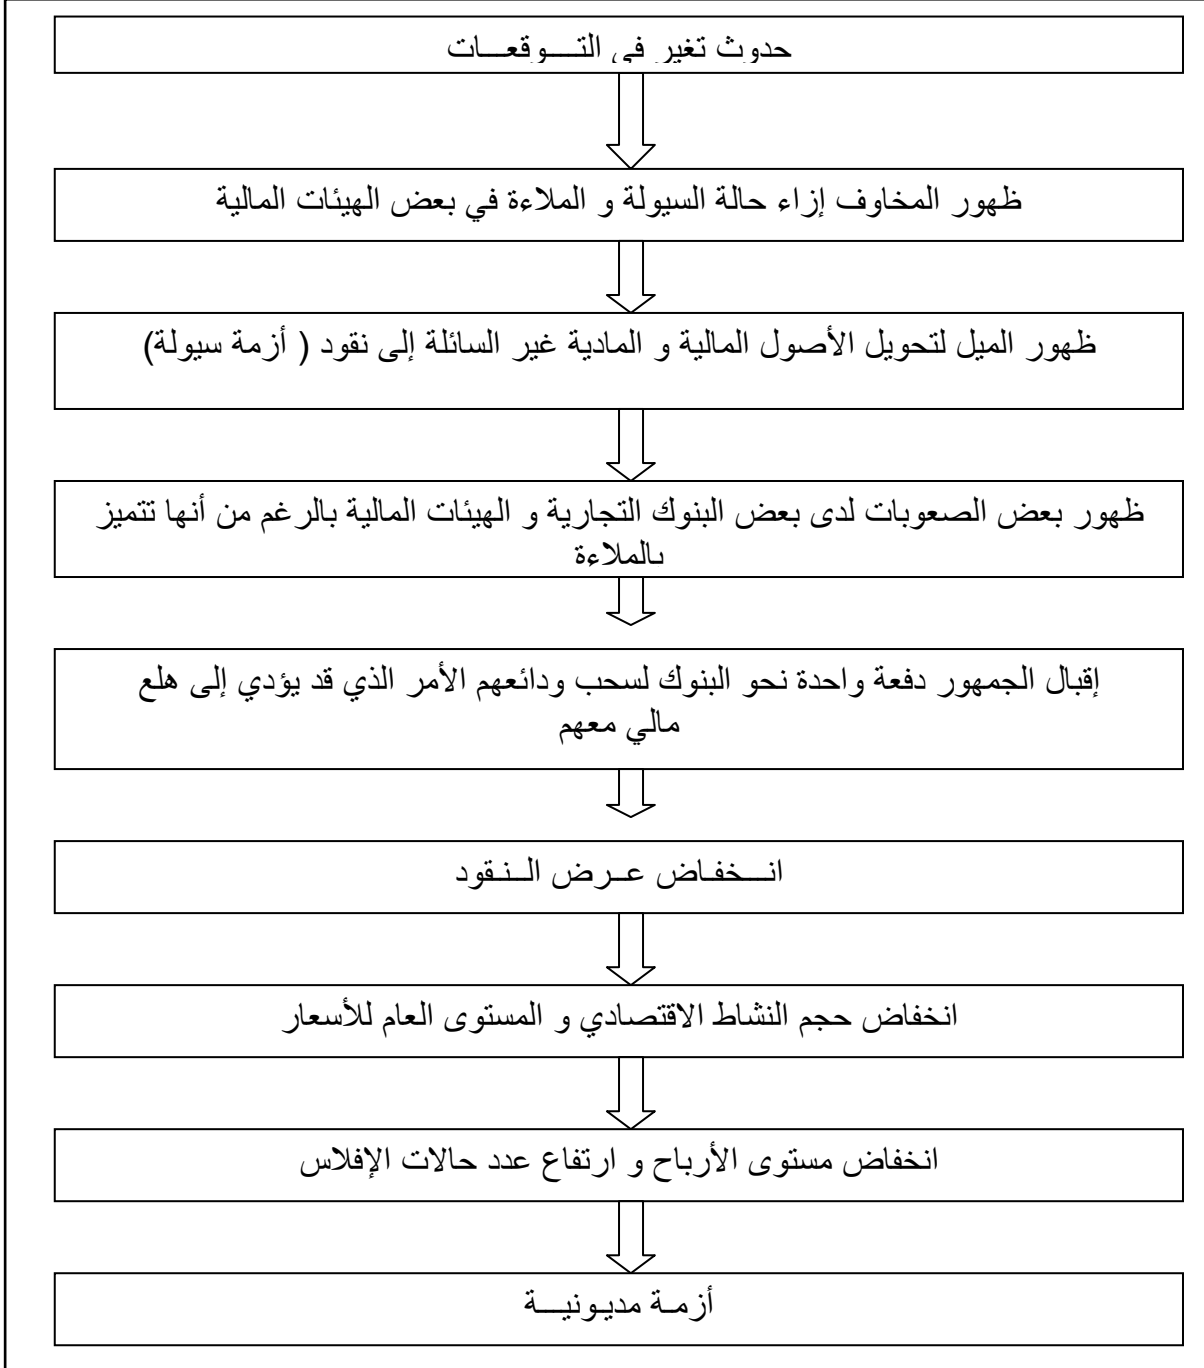 حدوث تغير في التوقعات
ظهور المخاوف إزاء حالة السيولة و الملاءة في بعض الهيئات المالية
ظهور الميل لتحويل الأصول المالية و المادية غير السائلة إلى نقود ( أزمة سيولة)
ظهور بعض الصعوبات لدى بعض البنوك التجارية و الهيئات المالية بالرغم من أنها تتميز
بالملاءة
إقبال الجمهور دفعة واحدة نحو البنوك لسحب ودائعهم الأمر الذي قد يؤدي إلى هلع
مالي معهم
انخفاض عرض النقود
انخفاض حجم النشاط الاقتصادي و المستوى العام للأسعار
انخفاض مستوى الأرباح و ارتفاع عدد حالات الإفلاس
أزمة مديونية